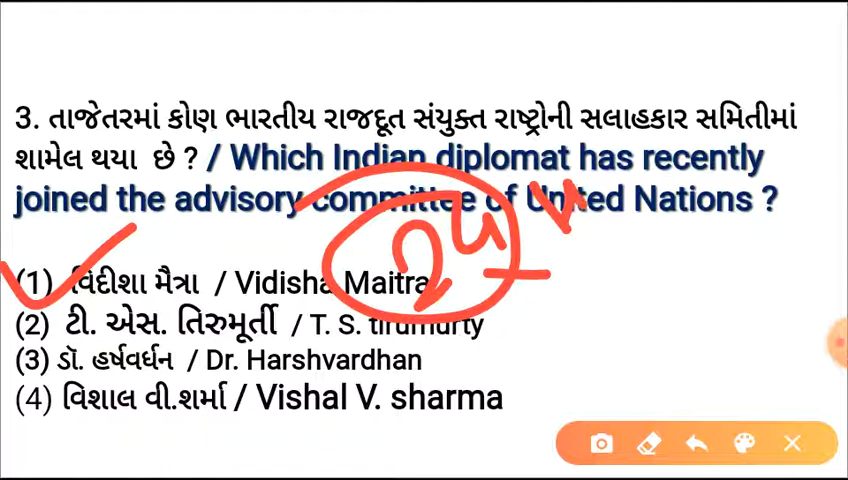 3. તાજેતરમાં કોણ ભારતીય રાજદૂત સંયુક્ત રાષ્ટ્રોની સલાહકાર સમિતીમાં
શામેલ થયા છે ? / Which Indian diplomat has recently
joined the advisory committee of United Nations ?
(1) વિદીશા મૈત્રા / Vidisha Maitra
(2) ટી. એસ. તિરુમૂર્તી / T. S. tirumurty
(3) ડૉ. હર્ષવર્ધન / Dr. Harshvardhan
(4) વિશાલ વી.શર્મા / Vishal V. sharma